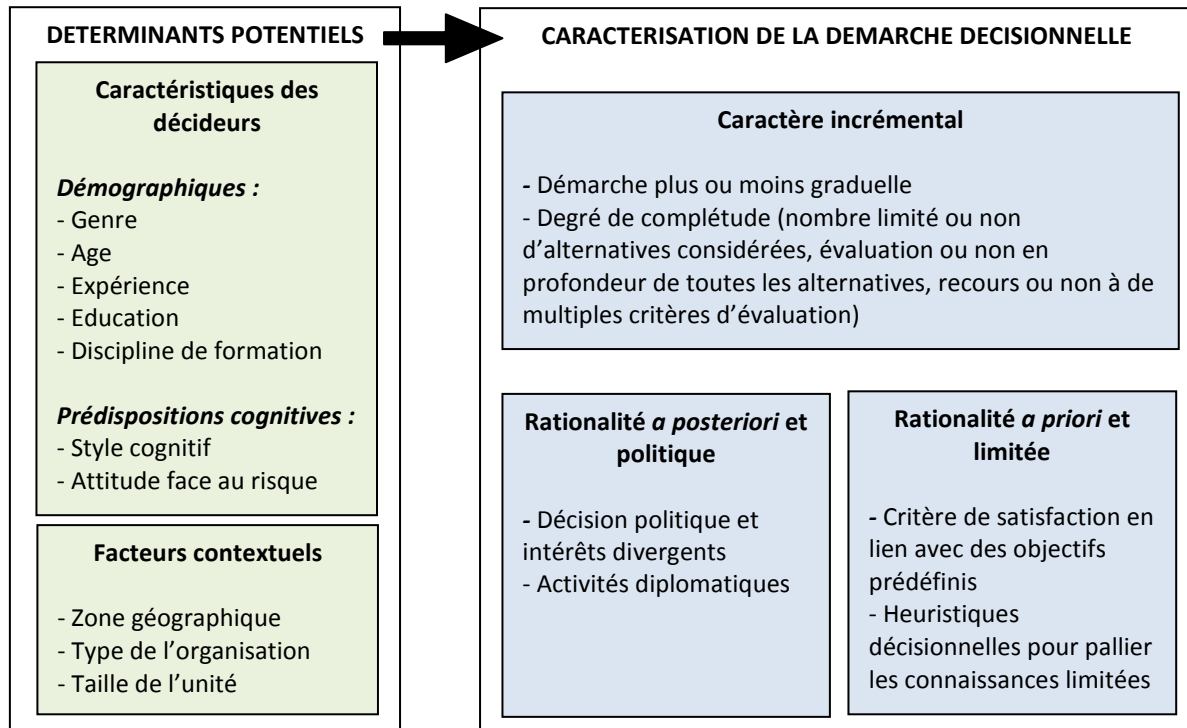 DETERMINANTS POTENTIELS
Caractéristiques des
décideurs
Démographiques :
- Genre
- Age
- Expérience
- Education
- Discipline de formation
Prédispositions cognitives :
- Style cognitif
- Attitude face au risque
Facteurs contextuels
- Zone géographique
- Type de l’organisation
- Taille de l’unité
CARACTERISATION DE LA DEMARCHE DECISIONNELLE
Caractère incrémental
- Démarche plus ou moins graduelle
- Degré de complétude (nombre limité ou non
d’alternatives considérées, évaluation ou non en
profondeur de toutes les alternatives, recours ou non à de
multiples critères d’évaluation)
Rationalité a posteriori et
politique
- Décision politique et
intérêts divergents
- Activités diplomatiques
Rationalité a priori et
limitée
- Critère de satisfaction en
lien avec des objectifs
prédéfinis
- Heuristiques
décisionnelles pour pallier
les connaissances limitées